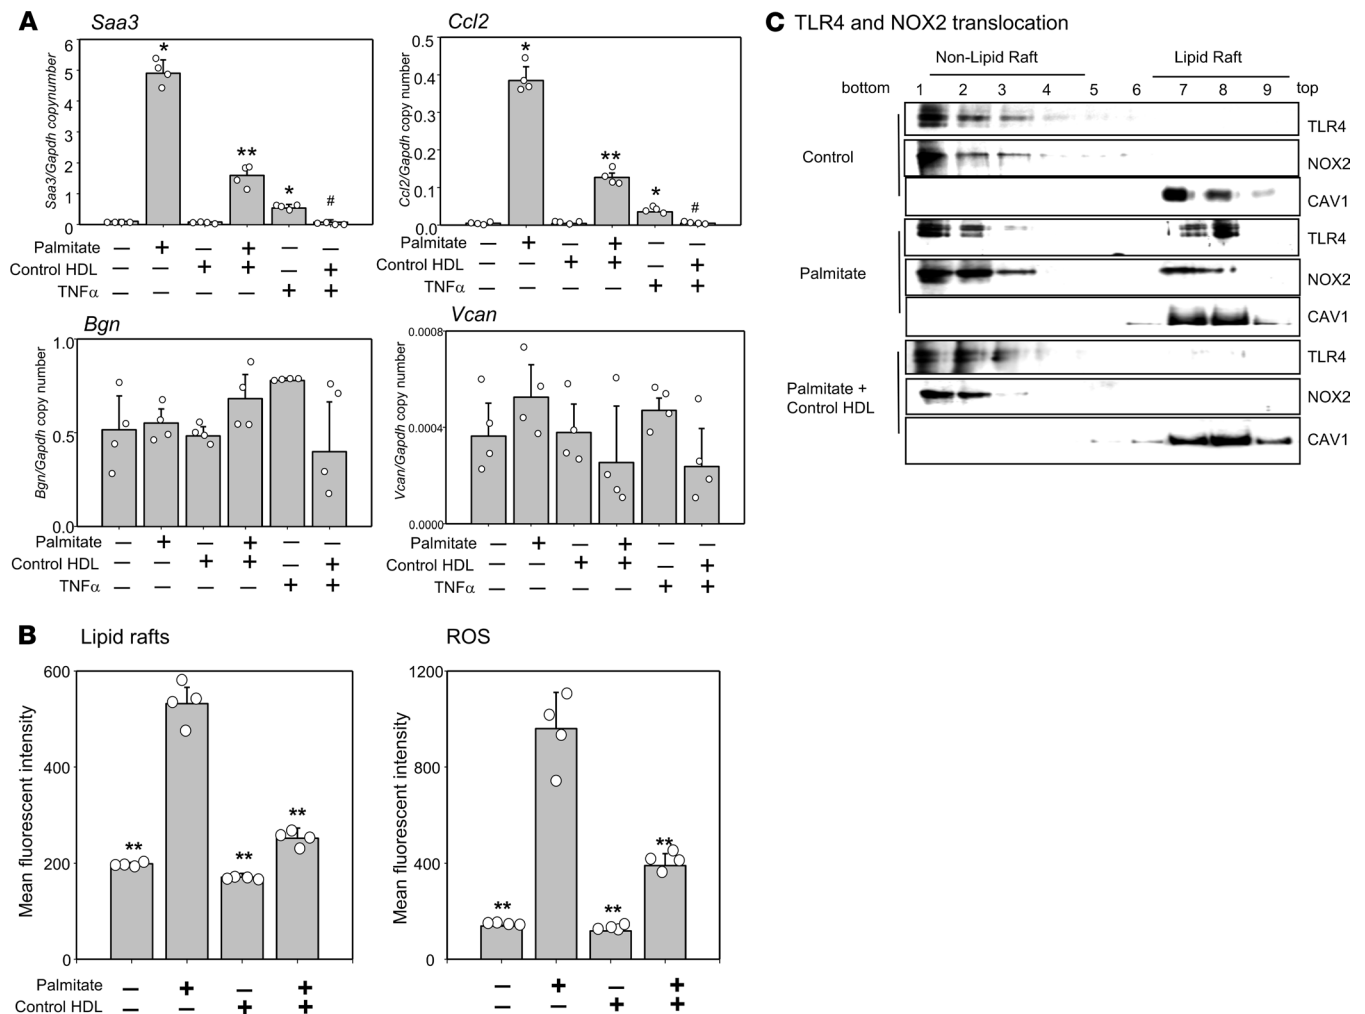 A
Saa3
Saa3/Gapdh copynumber
6
5
4
3
2
1
0
*
**
*
#
Palmitate – + – + – –
Control HDL – – + + – +
TNFα – – – – + +
Ccl2
Ccl2/Gapdh copy number
0.5
0.4
0.3
0.2
0.1
0.0
*
**
*
#
Palmitate – + – + – –
Control HDL – – + + – +
TNFα – – – – + +
Bgn
Bgn/Gapdh copy number
1.0
0.5
0.0
Palmitate – + – + – –
Control HDL – – + + – +
TNFα – – – – + +
Vcan
Vcan/Gapdh copy number
0.0008
0.0004
0.0000
Palmitate – + – + – –
Control HDL – – + + – +
TNFα – – – – + +
B
Lipid rafts
Mean fluorescent intensity
600
400
200
0
**
**
**
Palmitate – + – +
Control HDL – – + +
ROS
Mean fluorescent intensity
1200
800
400
0
**
**
**
– + – +
– – + +
C TLR4 and NOX2 translocation
Non-Lipid Raft Lipid Raft
bottom 1 2 3 4 5 6 7 8 9 top
Control
TLR4
NOX2
CAV1
Palmitate
TLR4
NOX2
CAV1
Palmitate +
Control HDL
TLR4
NOX2
CAV1